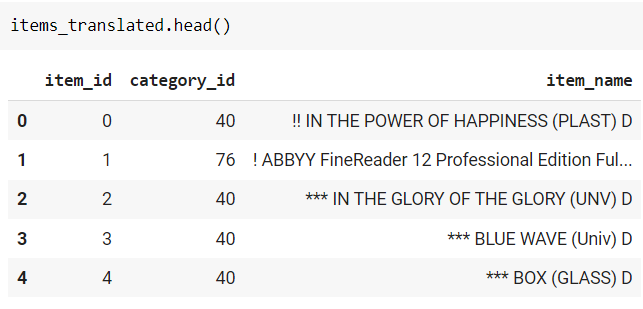 items_translated.head()
item_id category_id item_name
0 0 40 !! IN THE POWER OF HAPPINESS (PLAST) D
1 1 76 ! ABBYY FineReader 12 Professional Edition Ful...
2 2 40 *** IN THE GLORY OF THE GLORY (UNV) D
3 3 40 *** BLUE WAVE (Univ) D
4 4 40 *** BOX (GLASS) D